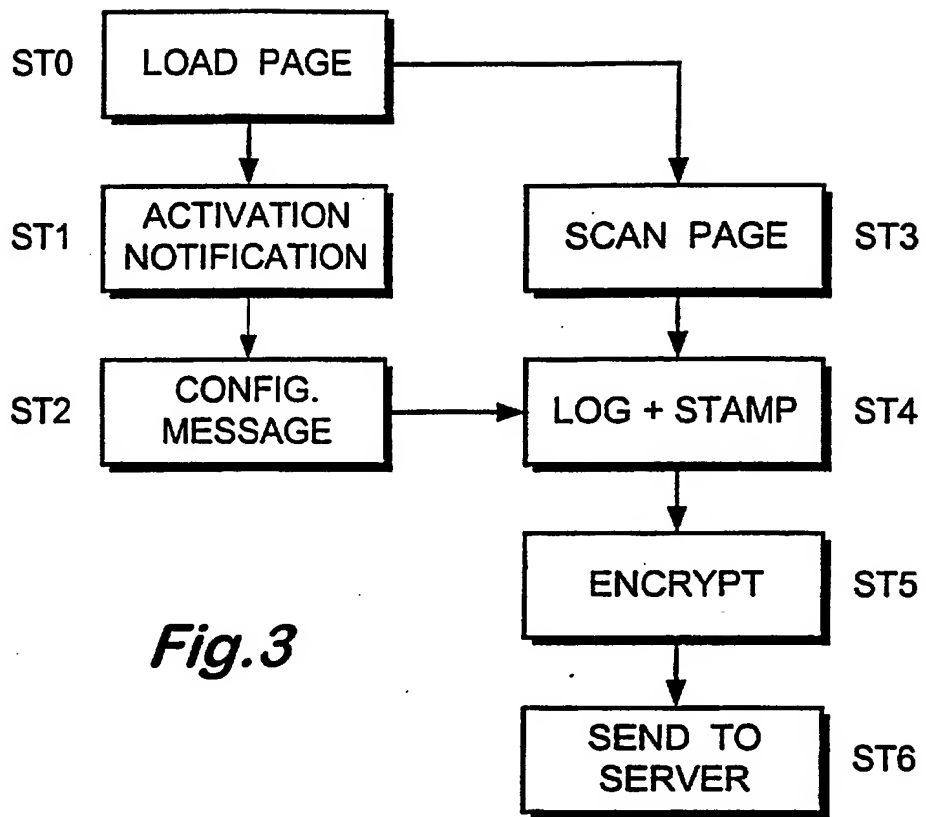 ST0
LOAD PAGE
ST1
ACTIVATION
NOTIFICATION
SCAN PAGE
ST3
ST2
CONFIG.
MESSAGE
LOG + STAMP
ST4
ENCRYPT
ST5
Fig.3
SEND TO
SERVER
ST6